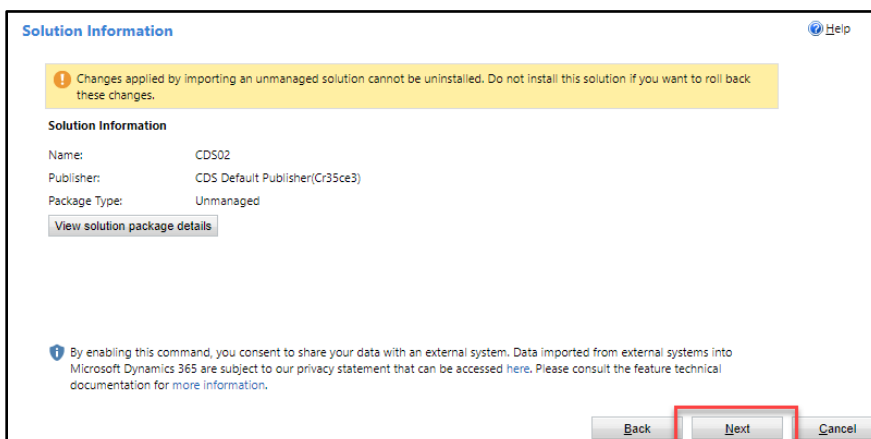 Solution Information
Help
Changes applied by importing an unmanaged solution cannot be uninstalled. Do not install this solution if you want to roll back
these changes.
Solution Information
Name: CDS02
Publisher: CDS Default Publisher(Cr35ce3)
Package Type: Unmanaged
View solution package details
By enabling this command, you consent to share your data with an external system. Data imported from external systems into
Microsoft Dynamics 365 are subject to our privacy statement that can be accessed here. Please consult the feature technical
documentation for more information.
Back Next Cancel